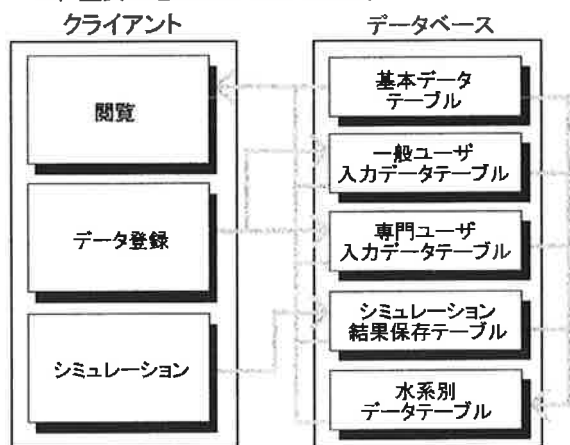 クライアント
データベース
閲覧
データ登録
シミュレーション
基本データ
テーブル
一般ユーザ
入力データテーブル
専門ユーザ
入力データテーブル
シミュレーション
結果保存テーブル
水系別
データテーブル